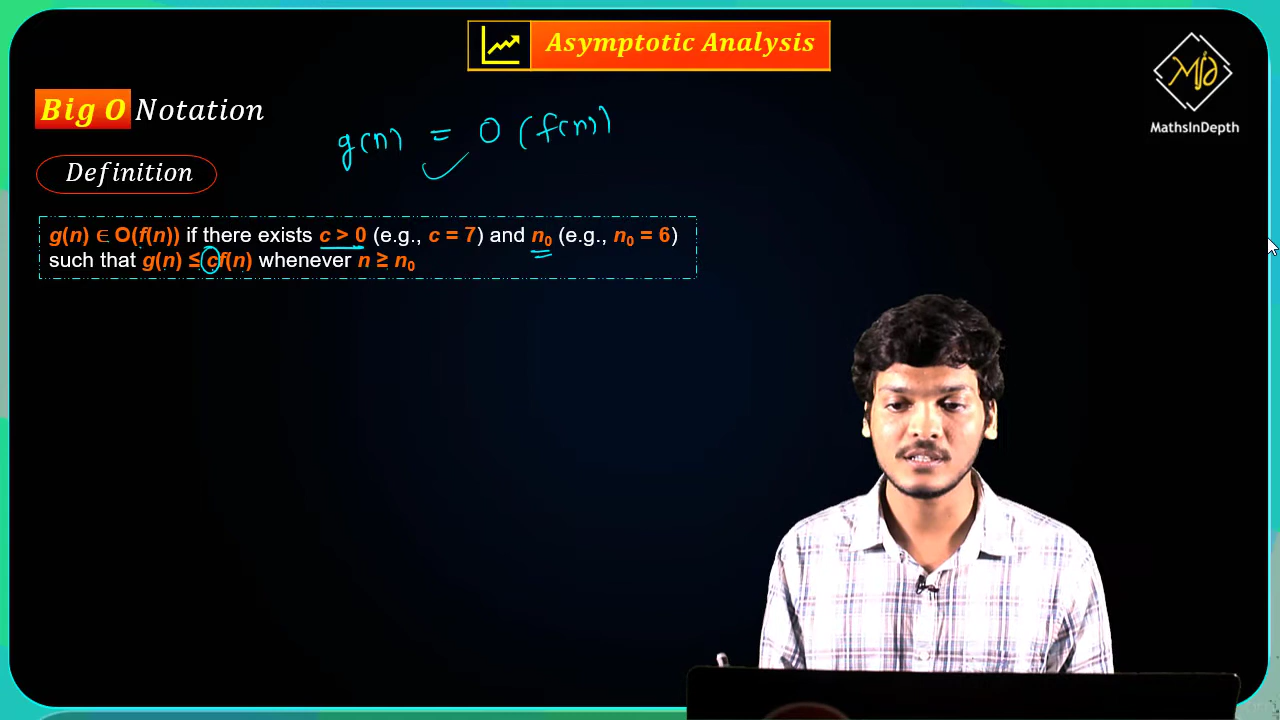 Asymptotic Analysis
MathsInDepth
Big O Notation
g(n) = O(f(n))
Definition
g(n) ∈ O(f(n)) if there exists c > 0 (e.g., c = 7) and n₀ (e.g., n₀ = 6)
such that g(n) ≤ cf(n) whenever n ≥ n₀